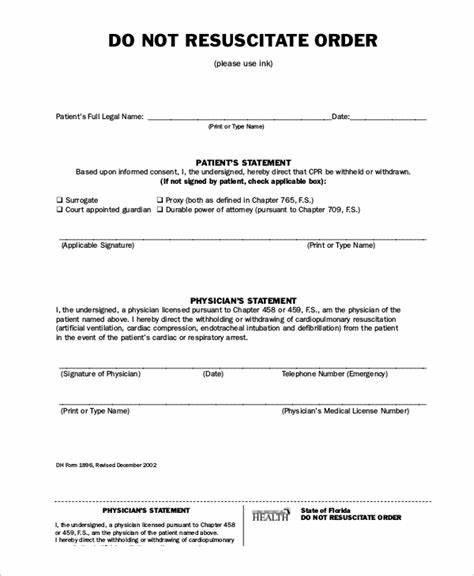 DO NOT RESUSCITATE ORDER
(please use ink)
Patient's Full Legal Name: ________________________________Date:________________
(Print or Type Name)
PATIENT'S STATEMENT
Based upon informed consent, I, the undersigned, hereby direct that CPR be withheld or withdrawn.
(If not signed by patient, check applicable box):
❑ Surrogate ❑ Proxy (both as defined in Chapter 765, F.S.)
❑ Court appointed guardian ❑ Durable power of attorney (pursuant to Chapter 709, F.S.)
(Applicable Signature) (Print or Type Name)
PHYSICIAN'S STATEMENT
I, the undersigned, a physician licensed pursuant to Chapter 458 or 459, F.S., am the physician of the
patient named above. I hereby direct the withholding or withdrawing of cardiopulmonary resuscitation
(artificial ventilation, cardiac compression, endotracheal intubation and defibrillation) from the patient
in the event of the patient's cardiac or respiratory arrest.
(Signature of Physician) (Date) Telephone Number (Emergency)
(Print or Type Name) (Physician's Medical License Number)
DH Form 1896, Revised December 2002
PHYSICIAN'S STATEMENT
I, the undersigned, a physician licensed pursuant to Chapter 458
or 459, F.S., am the physician of the patient named above.
I hereby direct the withholding or withdrawing of cardiopulmonary
HEALTH
State of Florida
DO NOT RESUSCITATE ORDER